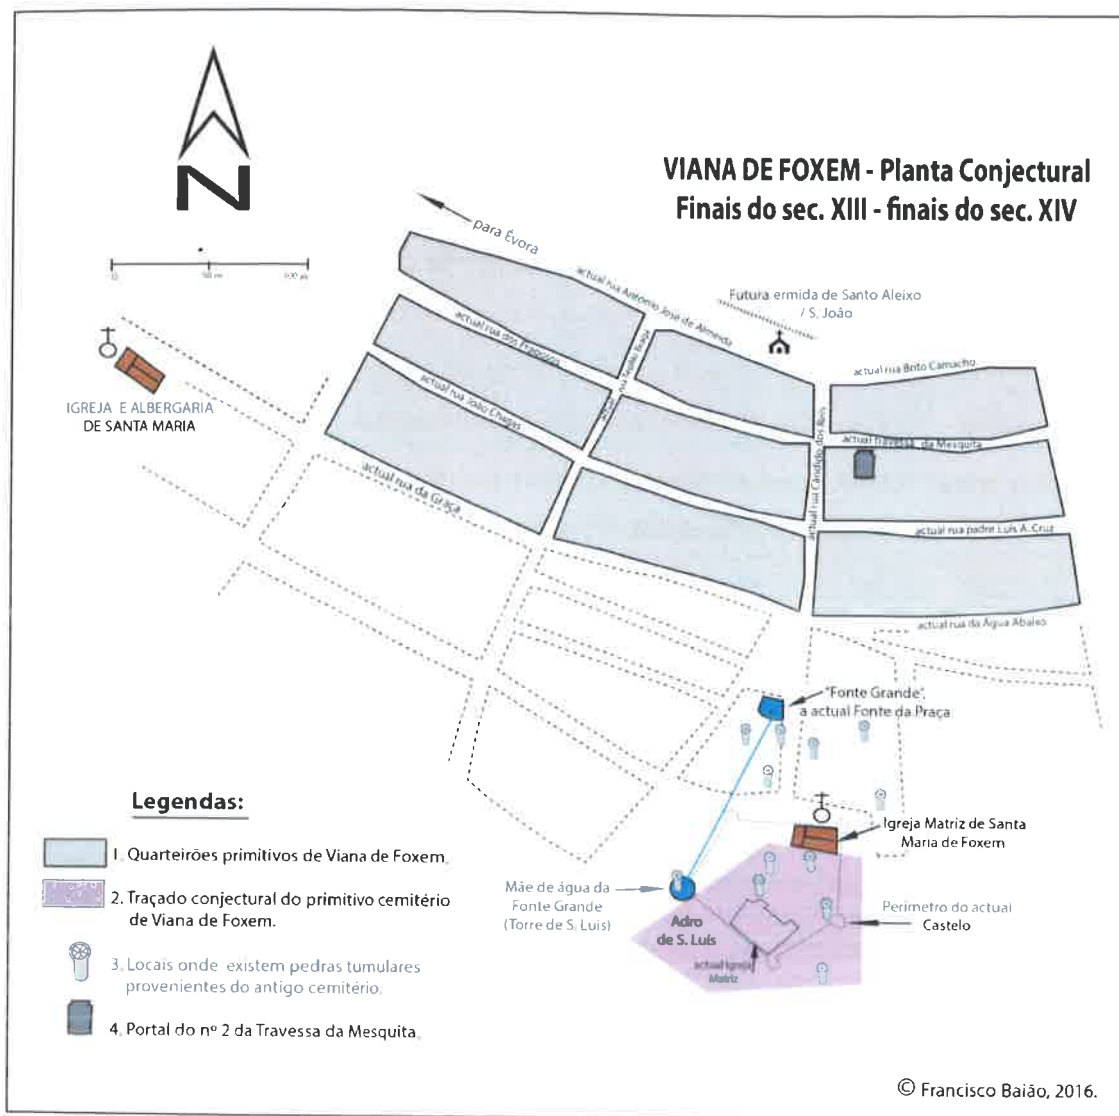 N
VIANA DE FOXEM - Planta Conjectural
Finais do sec. XIII - finais do sec. XIV
para Évora
0
50 m
100 m
actual rua António José de Almeida
Futura ermida de Santo Aleixo
/ S. João
actual rua Brito Camacho
actual rua dos Fragosos
actual rua Teófilo Braga
actual rua João Chagas
actual rua Cândido dos Reis
actual travessa da Mesquita
IGREJA E ALBERGARIA
DE SANTA MARIA
actual rua da Graça
actual rua padre Luís A. Cruz
actual rua da Água Abaixo
"Fonte Grande",
a actual Fonte da Praça
Igreja Matriz de Santa
Maria de Foxem
Mãe de água da
Fonte Grande
(Torre de S. Luís)
Adro
de S. Luís
actual Igreja
Matriz
Perímetro do actual
Castelo
Legendas:
1. Quarteirões primitivos de Viana de Foxem.
2. Traçado conjectural do primitivo cemitério
de Viana de Foxem.
3. Locais onde existem pedras tumulares
provenientes do antigo cemitério.
4. Portal do nº 2 da Travessa da Mesquita.
© Francisco Baião, 2016.